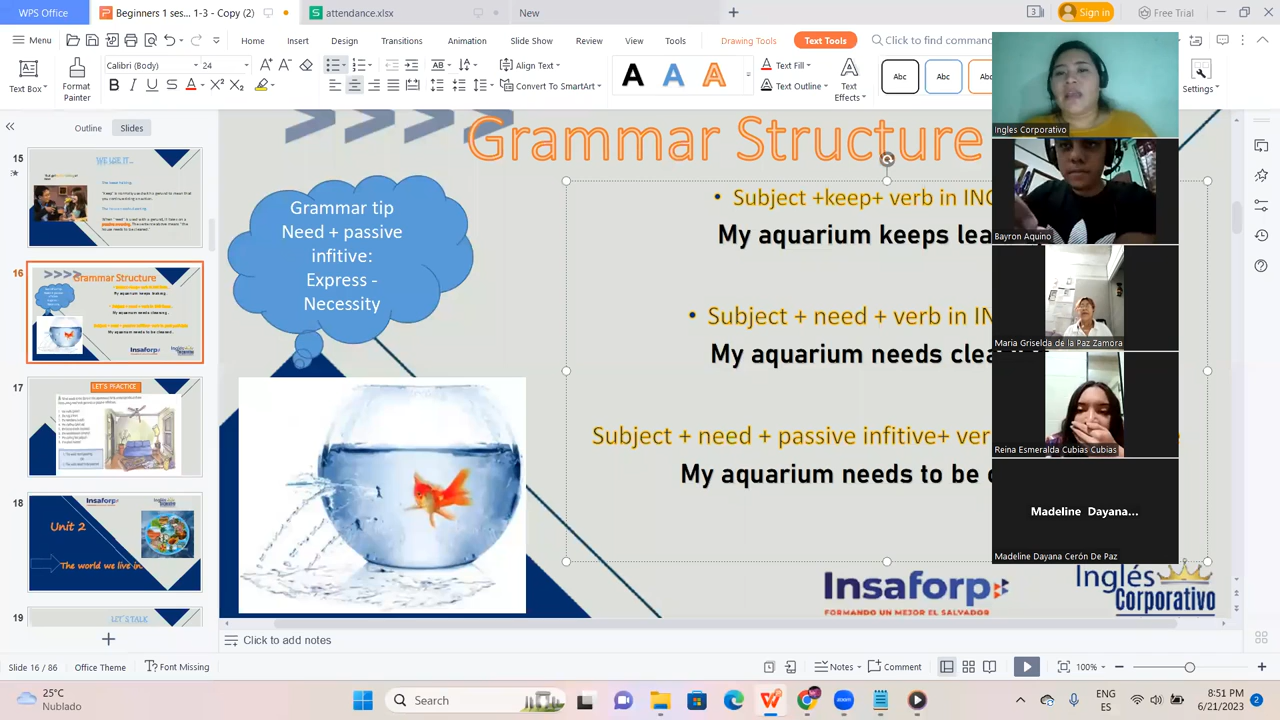 WPS Office
Beginners 1 ses... 1-3 - (Copy 2)
attendance.xlsx
New
Sign in
Free Trial
Menu
Home
Insert
Design
Transitions
Animation
Slide Show
Review
View
Tools
Drawing Tools
Text Tools
Click to find comman
Text Box
Format
Painter
Calibri (Body)
24
Align Text
Convert To SmartArt
Text Fill
Text Outline
Text
Effects
Abc
Abc
Abc
Settings
Outline
Slides
15
WE USE IT...
16
Grammar Structure
17
LET'S PRACTICE
18
Insaforp
Unit 2
The world we live in
19
LET'S TALK
Grammar Structure
Grammar tip
Need + passive
infitive:
Express -
Necessity
Subject +keep+ verb in ING
My aquarium keeps lea
Subject + need + verb in IN
My aquarium needs clea
Subject + need + passive infitive+ ver
My aquarium needs to be c
Insaforp
FORMANDO UN MEJOR EL SALVADOR
Inglés
Corporativo
Ingles Corporativo
Bayron Aquino
Maria Griselda de la Paz Zamora
Reina Esmeralda Cubias Cubias
Madeline Dayana...
Madeline Dayana Cerón De Paz
Click to add notes
Slide 16 / 86
Office Theme
Font Missing
Notes
Comment
100%
25°C
Nublado
Search
ENG
ES
8:51 PM
6/21/2023
2